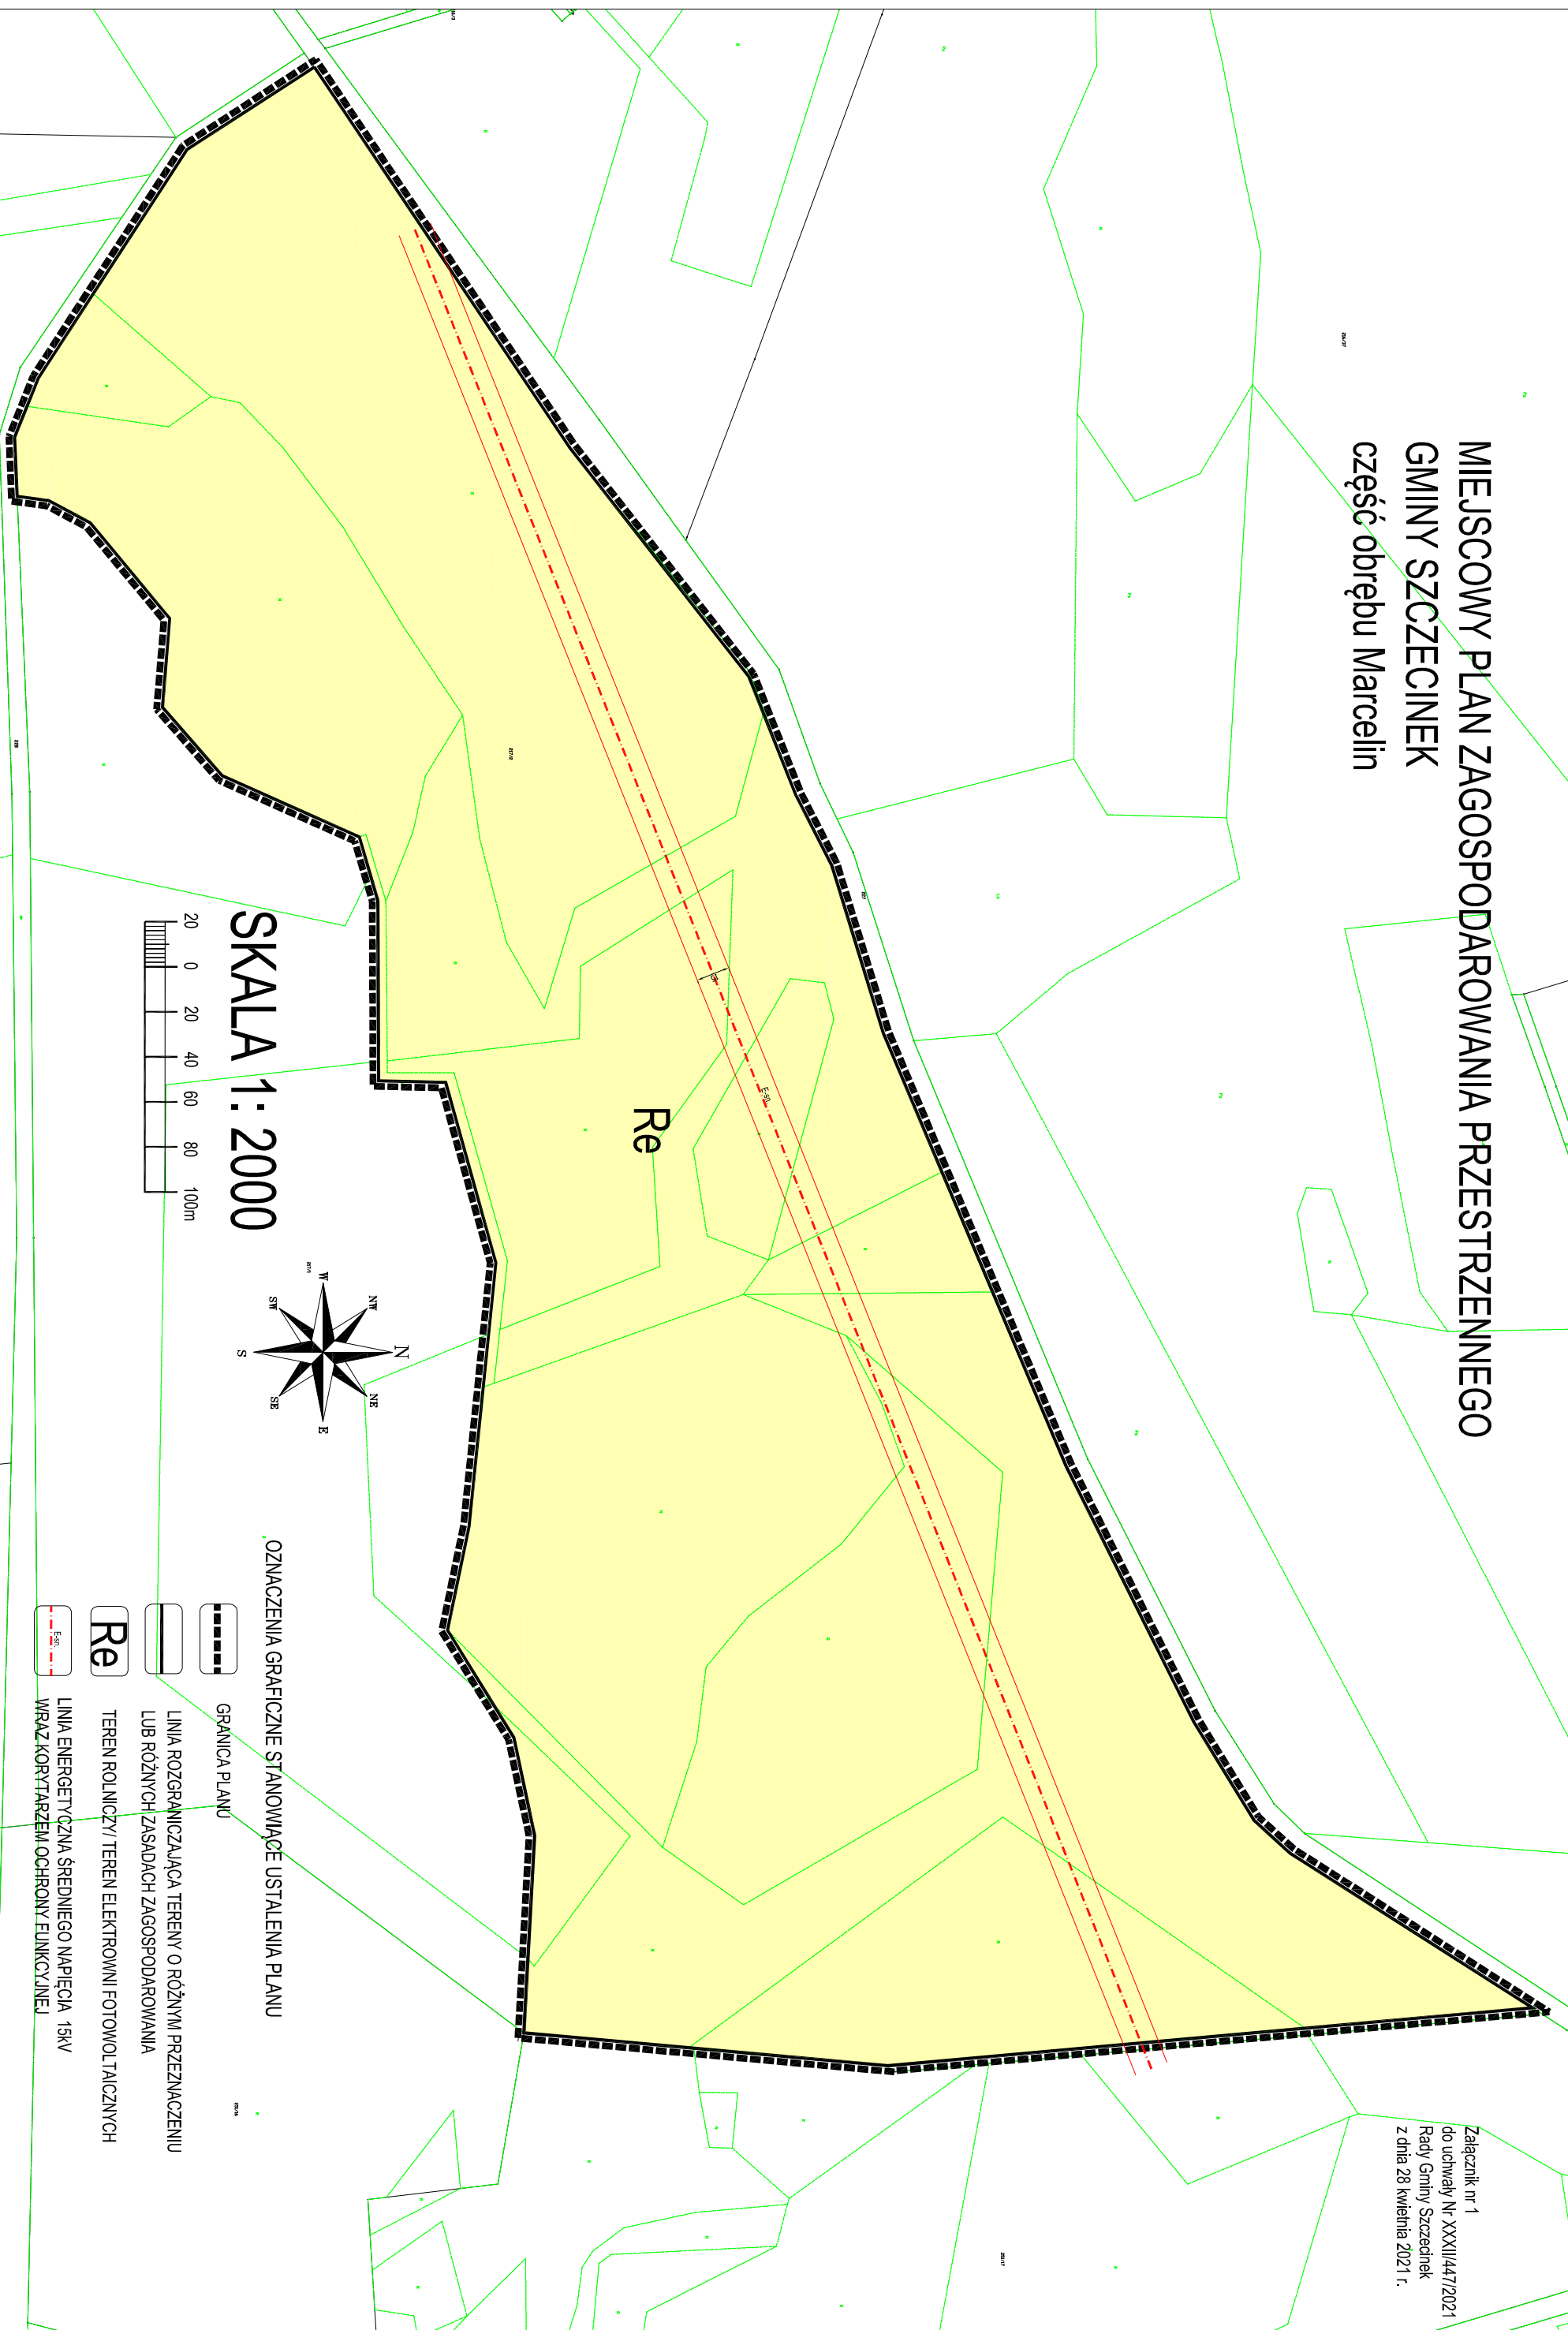 Załącznik nr 1
do uchwały Nr XXXII/447/2021
Rady Gminy Szczecinek
z dnia 28 kwietnia 2021 r.
MIEJSCOWY PLAN ZAGOSPODAROWANIA PRZESTRZENNEGO
GMINY SZCZECINEK
część obrębu Marcelin
E-sn.
Re
SKALA 1: 2000
20 0 20 40 60 80 100m
N
NW NE
W E
SW SE
S
OZNACZENIA GRAFICZNE STANOWIĄCE USTALENIA PLANU
GRANICA PLANU
LINIA ROZGRANICZAJĄCA TERENY O RÓŻNYM PRZEZNACZENIU
LUB RÓŻNYCH ZASADACH ZAGOSPODAROWANIA
Re TEREN ROLNICZY/ TEREN ELEKTROWNI FOTOWOLTAICZNYCH
E-sn. LINIA ENERGETYCZNA ŚREDNIEGO NAPIĘCIA 15kV
WRAZ KORYTARZEM OCHRONY FUNKCYJNEJ